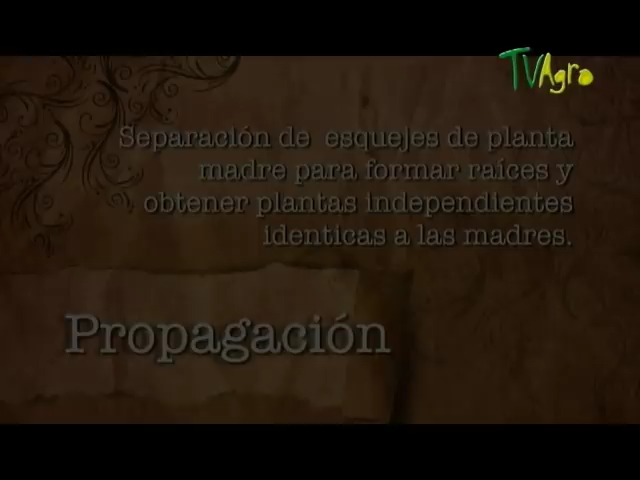 TVAgro
Separación de esquejes de planta
madre para formar raíces y
obtener plantas independientes
identicas a las madres.
Propagación